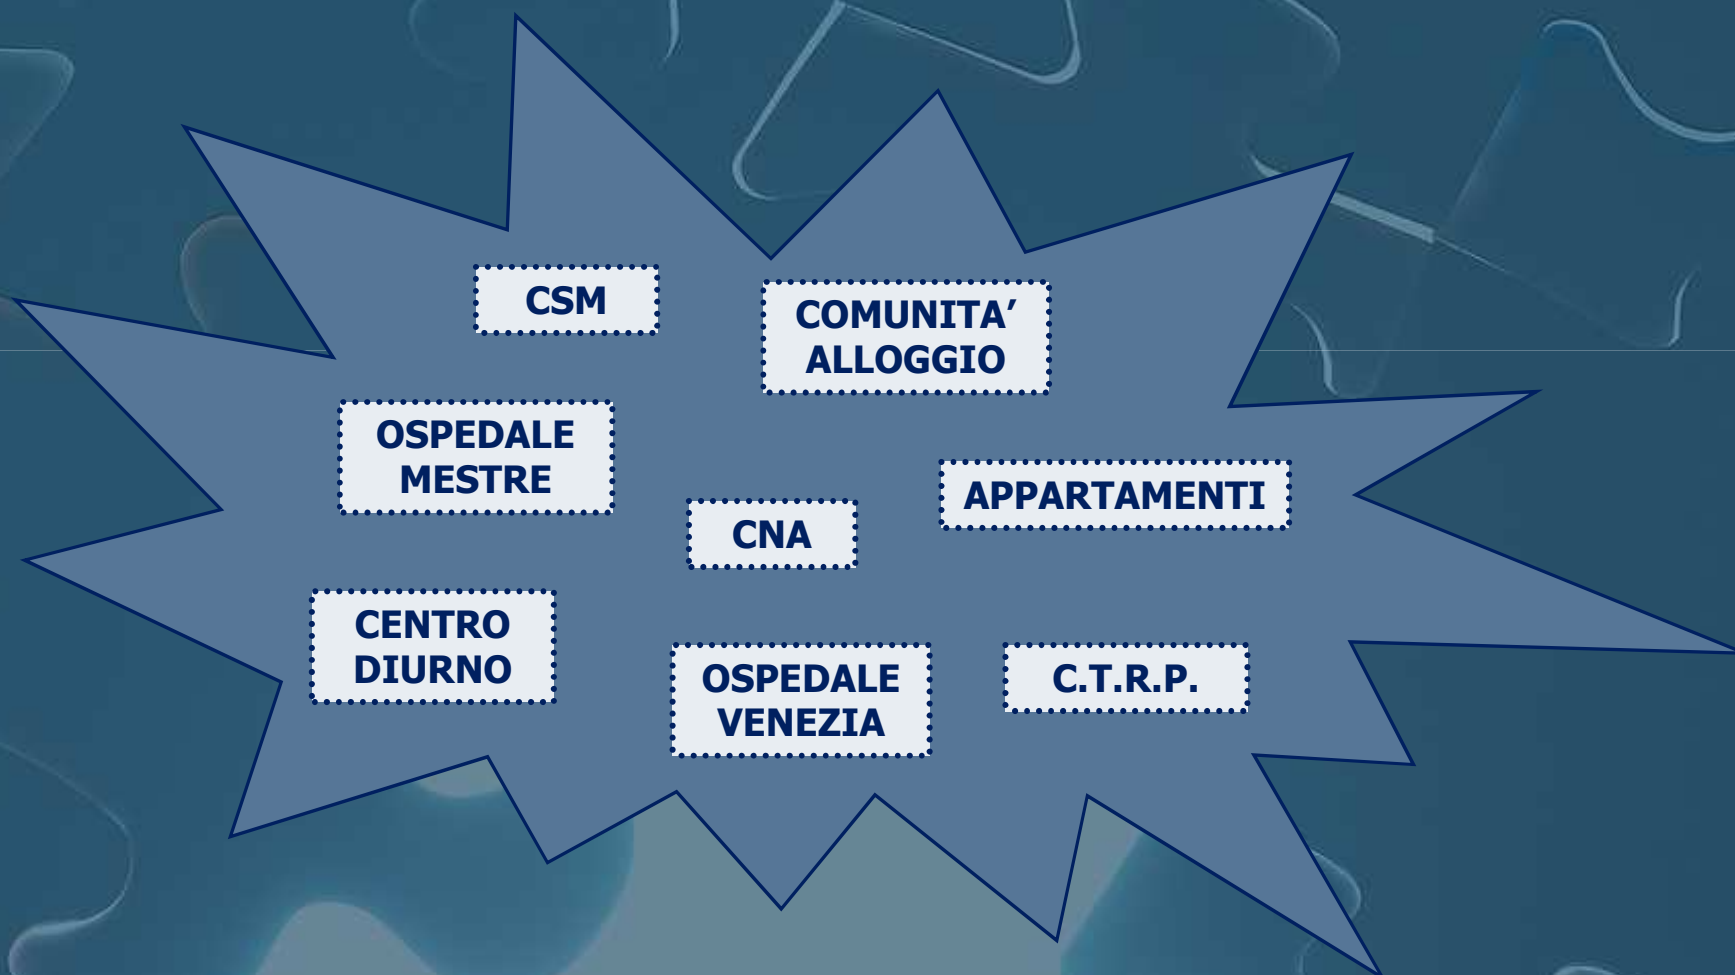 CSM
COMUNITA’
ALLOGGIO
OSPEDALE
MESTRE
APPARTAMENTI
CNA
CENTRO
DIURNO
OSPEDALE
VENEZIA
C.T.R.P.